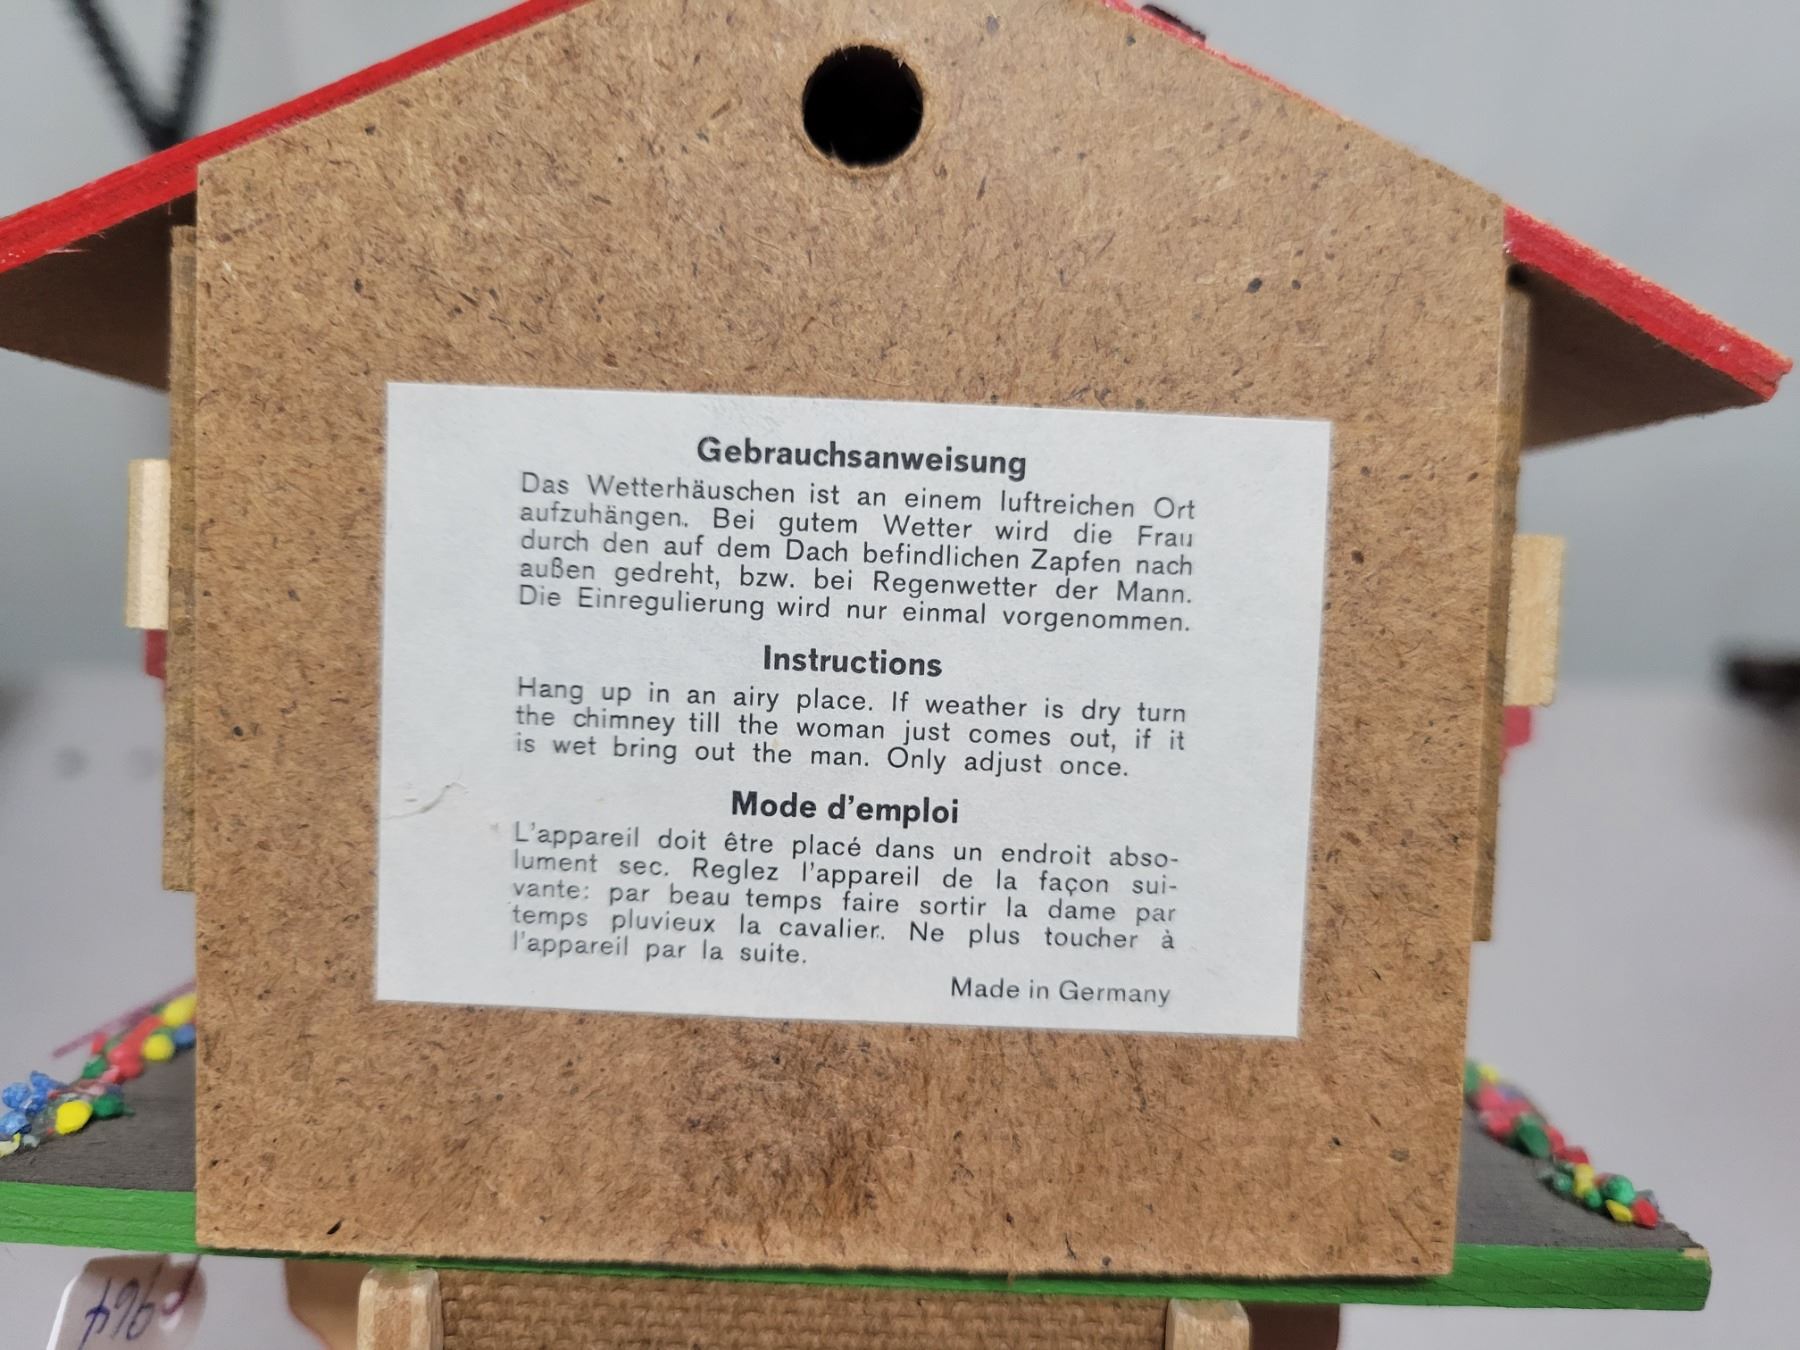 Gebrauchsanweisung
Das Wetterhäuschen ist an einem luftreichen Ort
aufzuhängen. Bei gutem Wetter wird die Frau
durch den auf dem Dach befindlichen Zapfen nach
außen gedreht, bzw. bei Regenwetter der Mann.
Die Einregulierung wird nur einmal vorgenommen.
Instructions
Hang up in an airy place. If weather is dry turn
the chimney till the woman just comes out, if it
is wet bring out the man. Only adjust once.
Mode d'emploi
L'appareil doit être placé dans un endroit abso-
lument sec. Reglez l'appareil de la façon sui-
vante: par beau temps faire sortir la dame par
temps pluvieux la cavalier. Ne plus toucher à
l'appareil par la suite.
Made in Germany